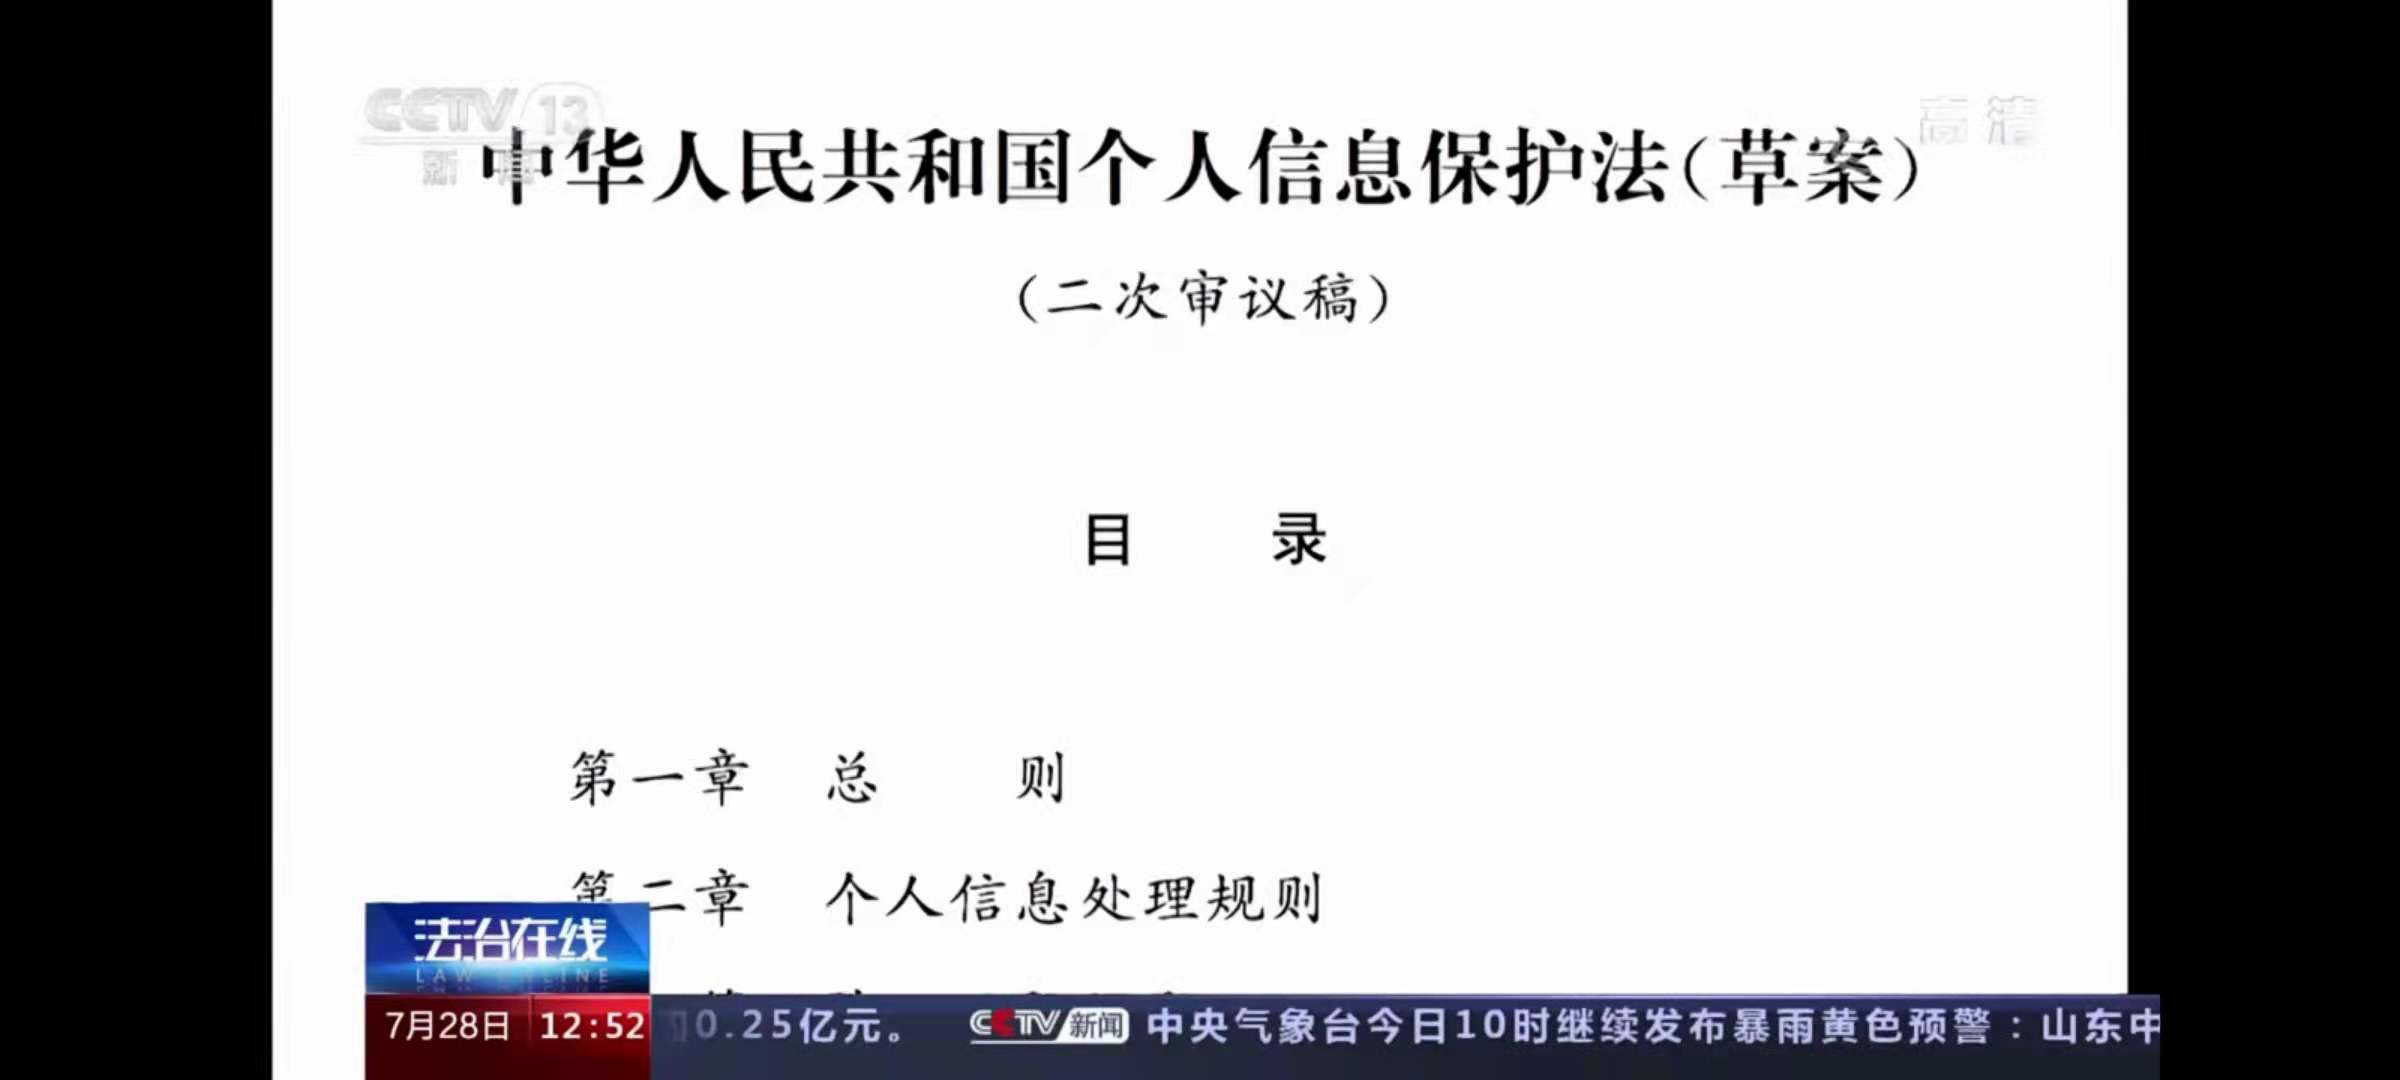 CCTV 13
新闻
高清
中华人民共和国个人信息保护法（草案）
（二次审议稿）
目 录
第一章 总 则
第二章 个人信息处理规则
法治在线
LAW ONLINE
7月28日 12:52
0.25亿元。 CCTV新闻 中央气象台今日10时继续发布暴雨黄色预警：山东中